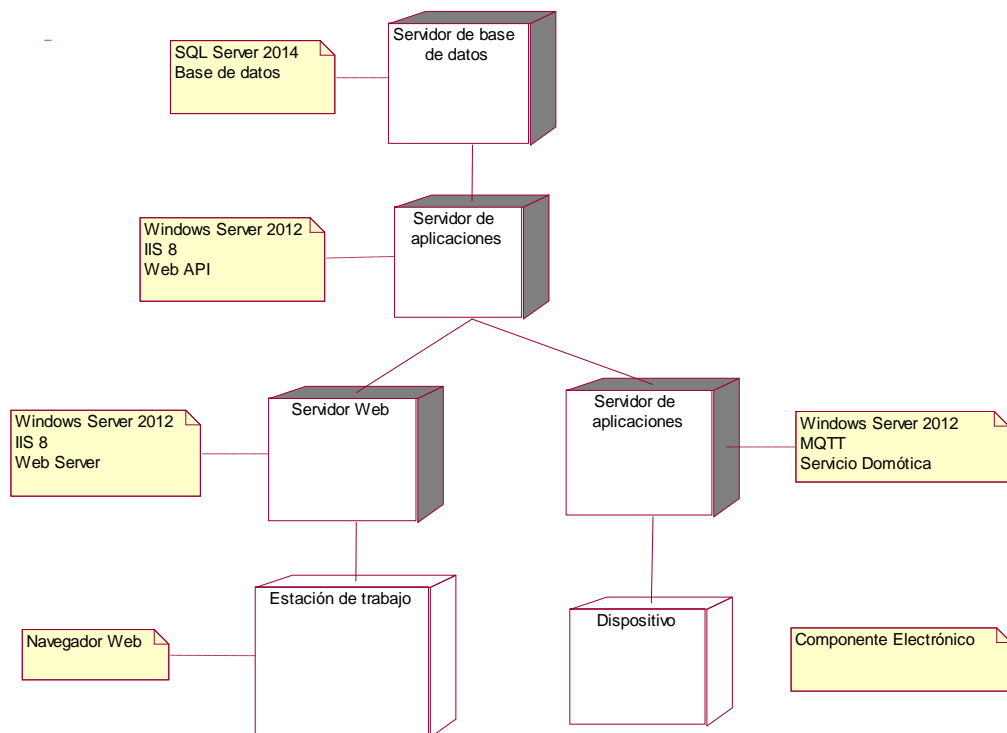 Servidor de base
de datos
SQL Server 2014
Base de datos
Servidor de
aplicaciones
Windows Server 2012
IIS 8
Web API
Servidor Web
Servidor de
aplicaciones
Windows Server 2012
IIS 8
Web Server
Windows Server 2012
MQTT
Servicio Domótica
Estación de trabajo
Dispositivo
Navegador Web
Componente Electrónico